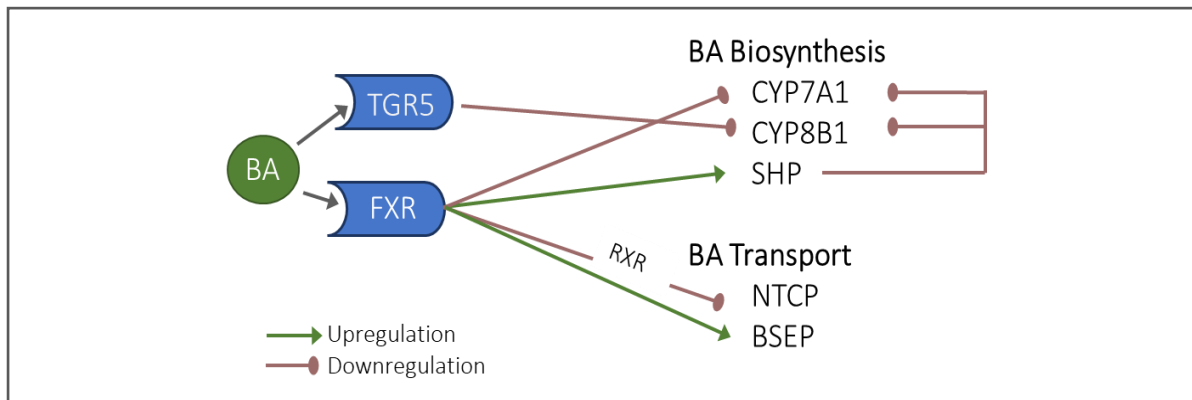 BA Biosynthesis
TGR5
CYP7A1
CYP8B1
BA
SHP
FXR
RXR
BA Transport
NTCP
BSEP
Upregulation
Downregulation